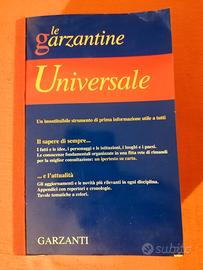 le
garzantine
Universale
Un insostituibile strumento di prima informazione utile a tutti
Il sapere di sempre...
I fatti e le idee, i personaggi e le istituzioni, i luoghi e i paesi.
Le conoscenze fondamentali organizzate in una fitta rete di rimandi
per la miglior consultazione: un ipertesto su carta.
... e l'attualità
Gli aggiornamenti e le novità più rilevanti in ogni disciplina.
Appendici con repertori e cronologie.
Tavole tematiche a colori.
GARZANTI
subito